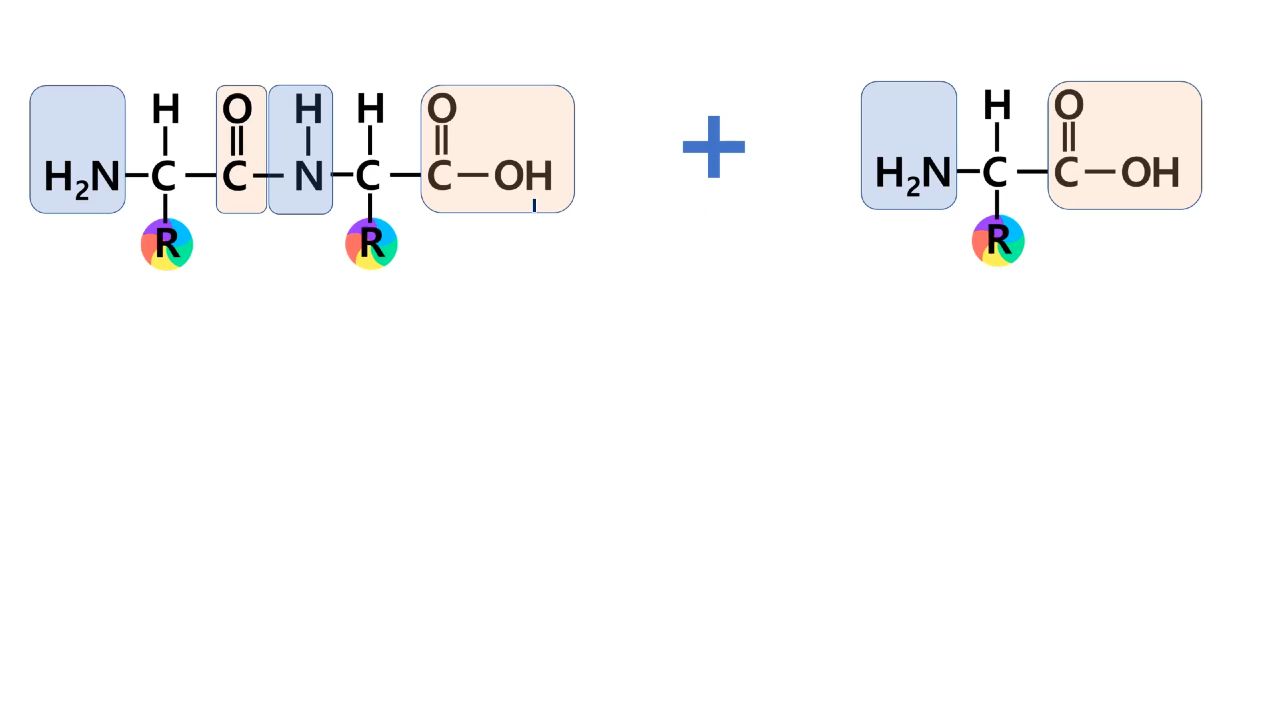 H H H O O H O
H₂N C C N C C OH + H₂N C C OH
R R R